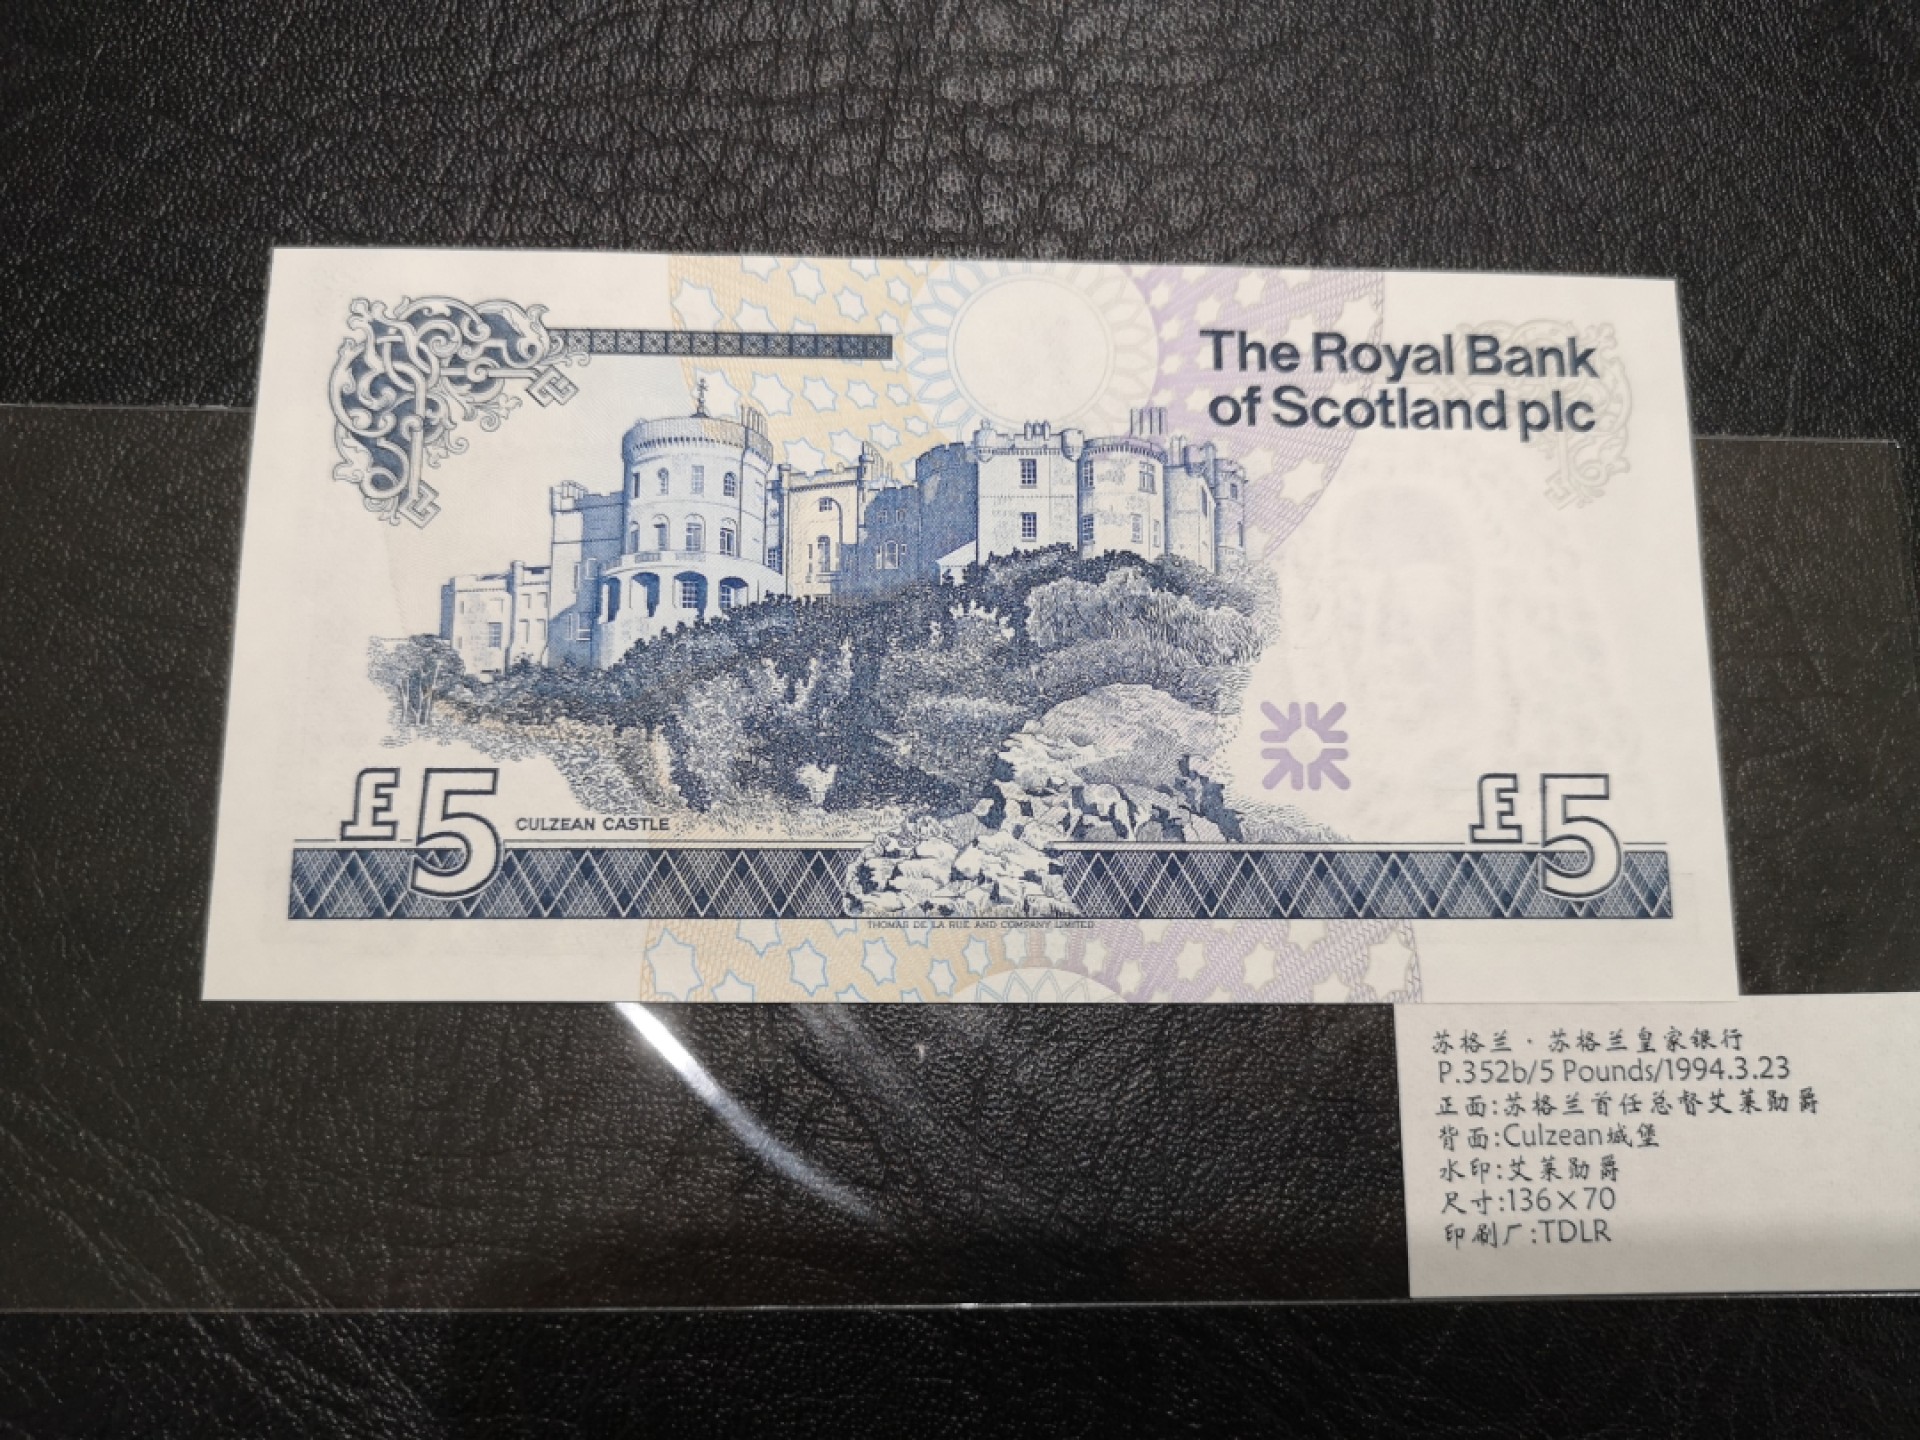 The Royal Bank
of Scotland plc
£5
CULZEAN CASTLE
£5
THOMAS DE LA RUE AND COMPANY LIMITED
苏格兰·苏格兰皇家银行
P.352b/5 Pounds/1994.3.23
正面:苏格兰首任总督艾莱勋爵
背面:Culzean城堡
水印:艾莱勋爵
尺寸:136×70
印刷厂:TDLR